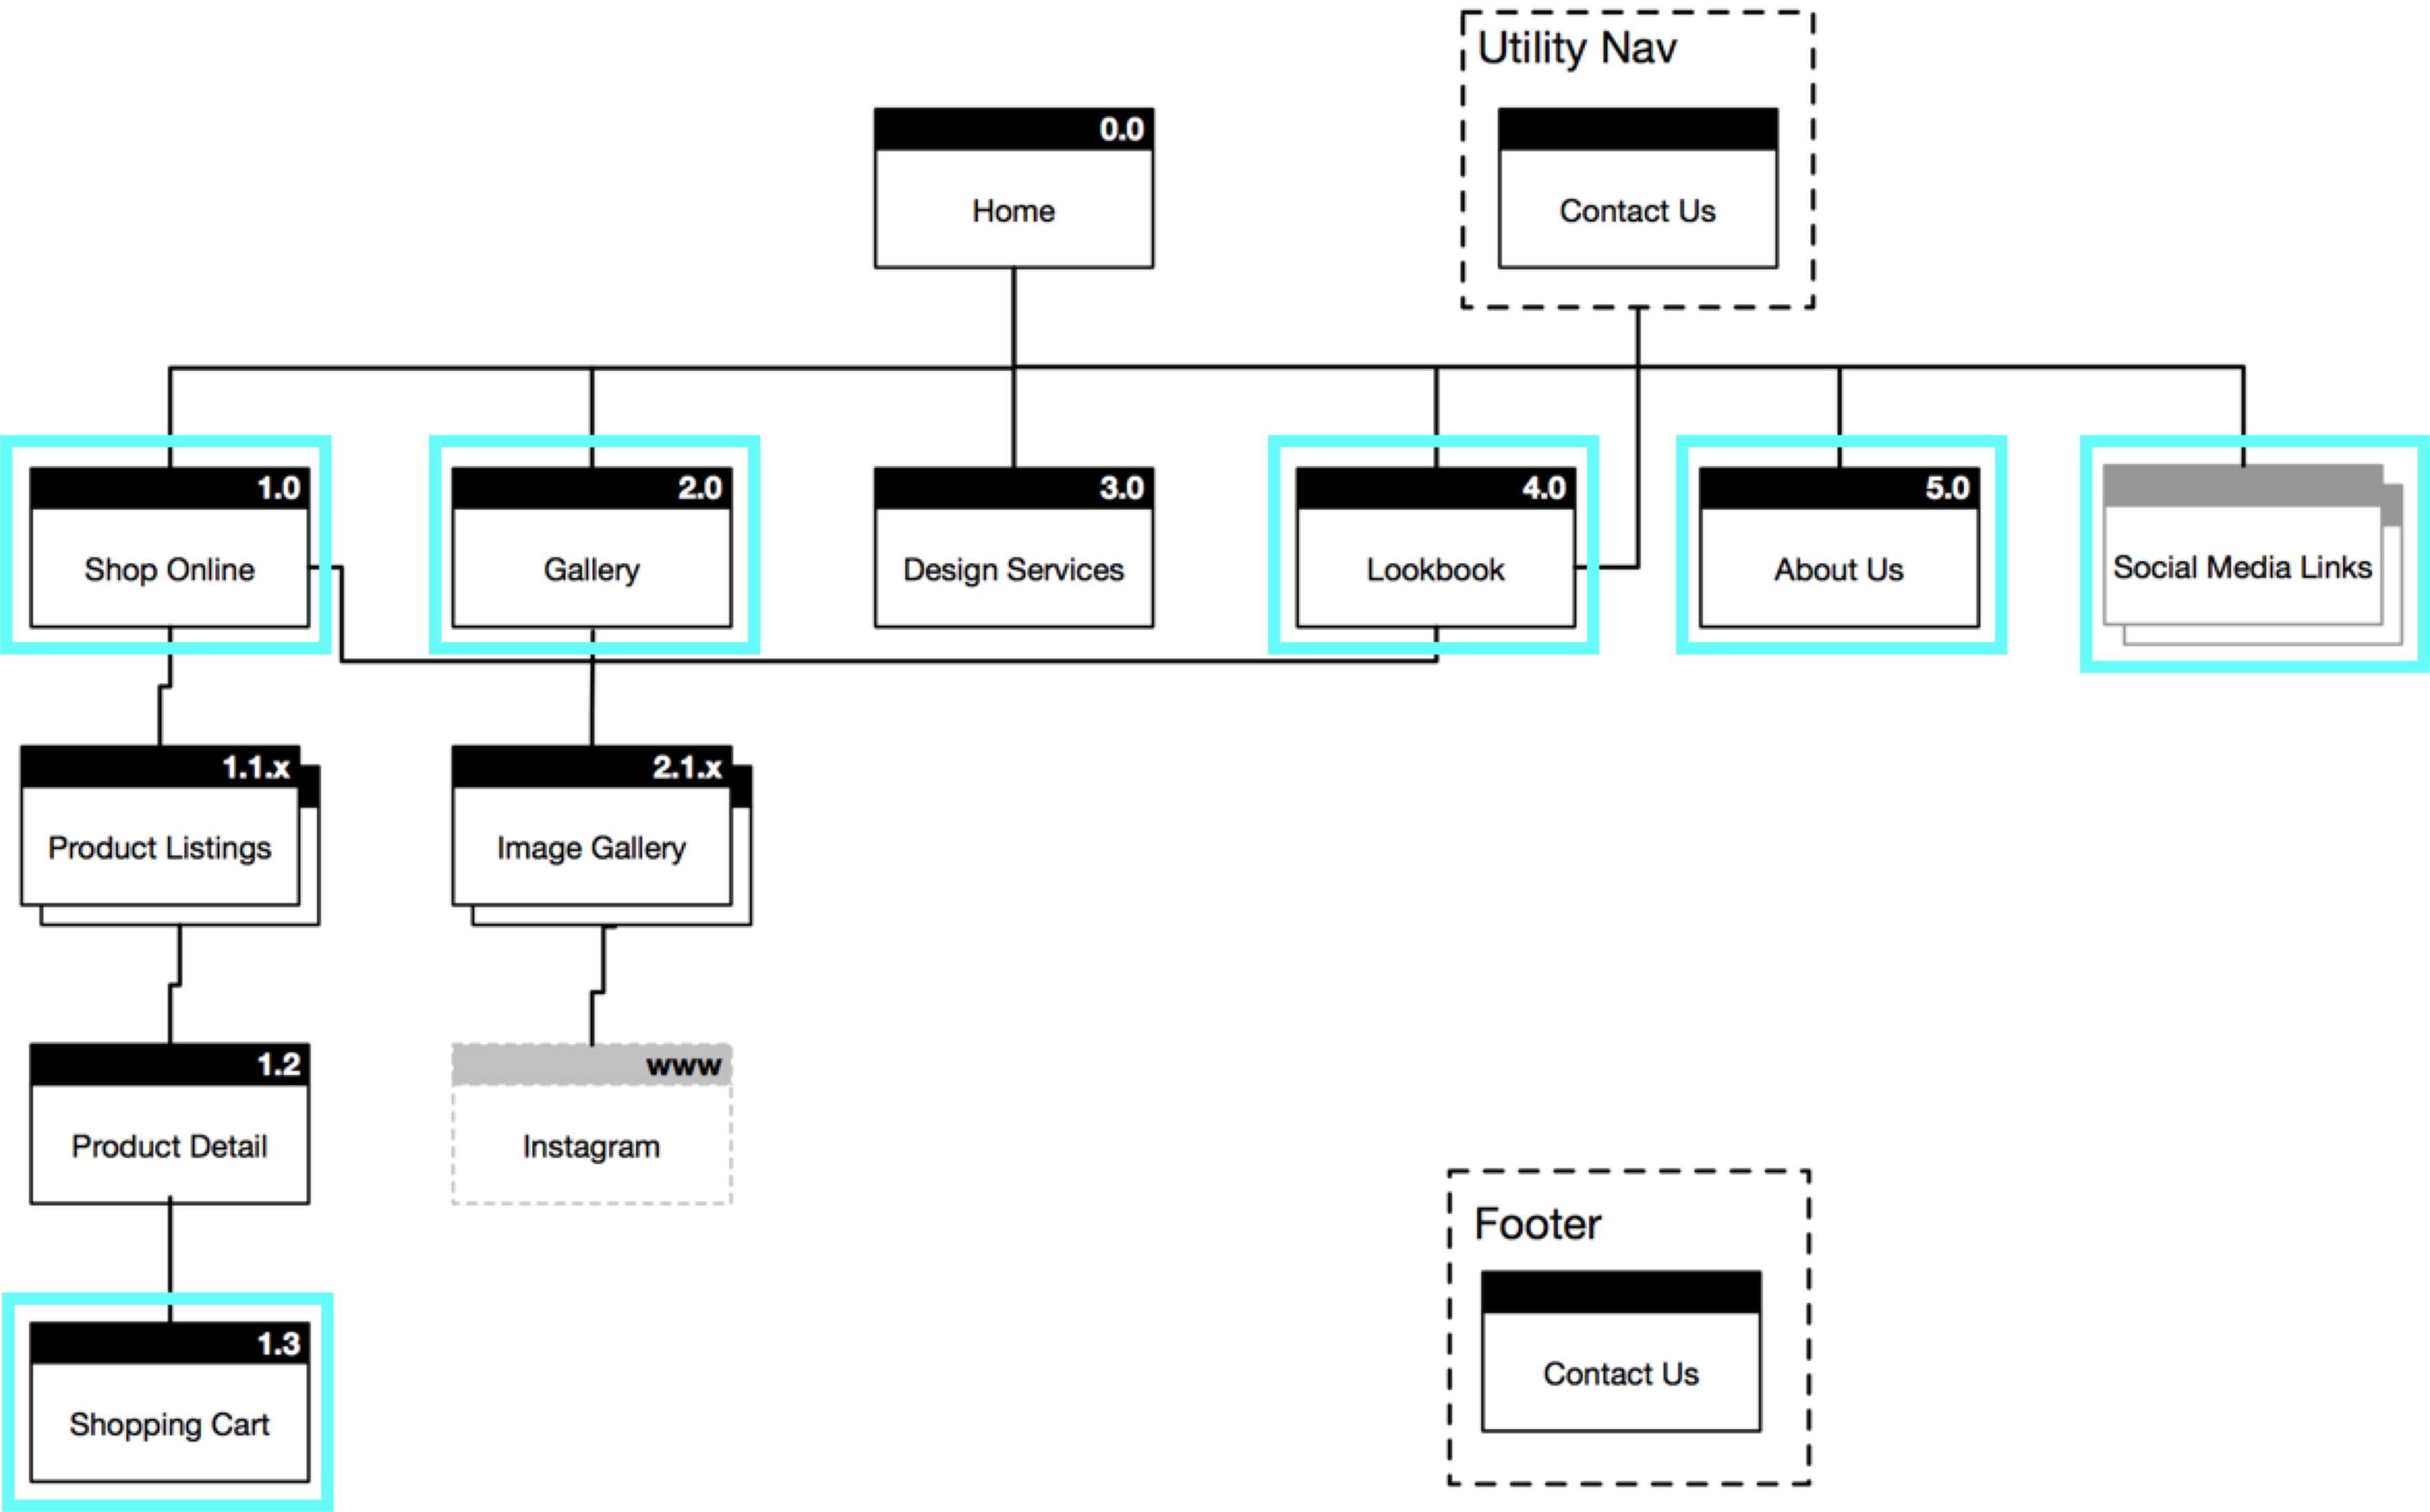 Utility Nav
0.0
Home
Contact Us
1.0
Shop Online
2.0
Gallery
3.0
Design Services
4.0
Lookbook
5.0
About Us
Social Media Links
1.1.x
Product Listings
2.1.x
Image Gallery
1.2
Product Detail
www
Instagram
Footer
Contact Us
1.3
Shopping Cart